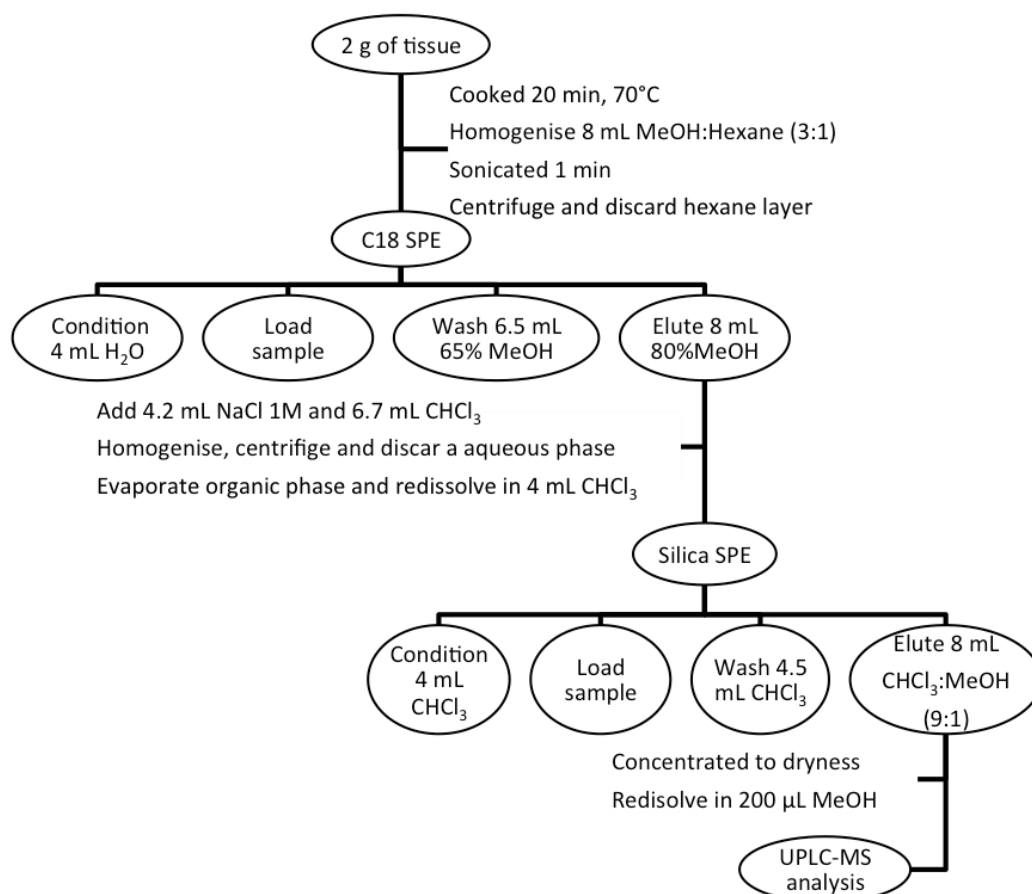 2 g of tissue
Cooked 20 min, 70°C
Homogenise 8 mL MeOH:Hexane (3:1)
Sonicated 1 min
Centrifuge and discard hexane layer
C18 SPE
Condition
4 mL H₂O
Load
sample
Wash 6.5 mL
65% MeOH
Elute 8 mL
80%MeOH
Add 4.2 mL NaCl 1M and 6.7 mL CHCl₃
Homogenise, centrifige and discar a aqueous phase
Evaporate organic phase and redissolve in 4 mL CHCl₃
Silica SPE
Condition
4 mL
CHCl₃
Load
sample
Wash 4.5
mL CHCl₃
Elute 8 mL
CHCl₃:MeOH
(9:1)
Concentrated to dryness
Redisolve in 200 µL MeOH
UPLC-MS
analysis